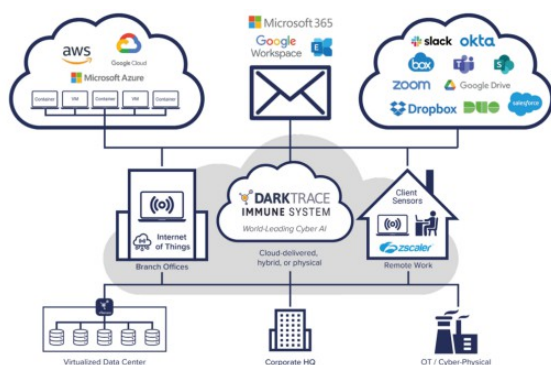 Microsoft 365
aws
Google Cloud
Google
Workspace
slack
okta
box
Microsoft Azure
zoom
Google Drive
Container
VM
Container
VM
Container
Dropbox
DUO
salesforce
DARKTRACE
IMMUNE SYSTEM
World-Leading Cyber AI
Client
Sensors
Internet
of Things
zscaler
Branch Offices
Cloud-delivered,
hybrid, or physical
Remote Work
Virtualized Data Center
Corporate HQ
OT / Cyber-Physical